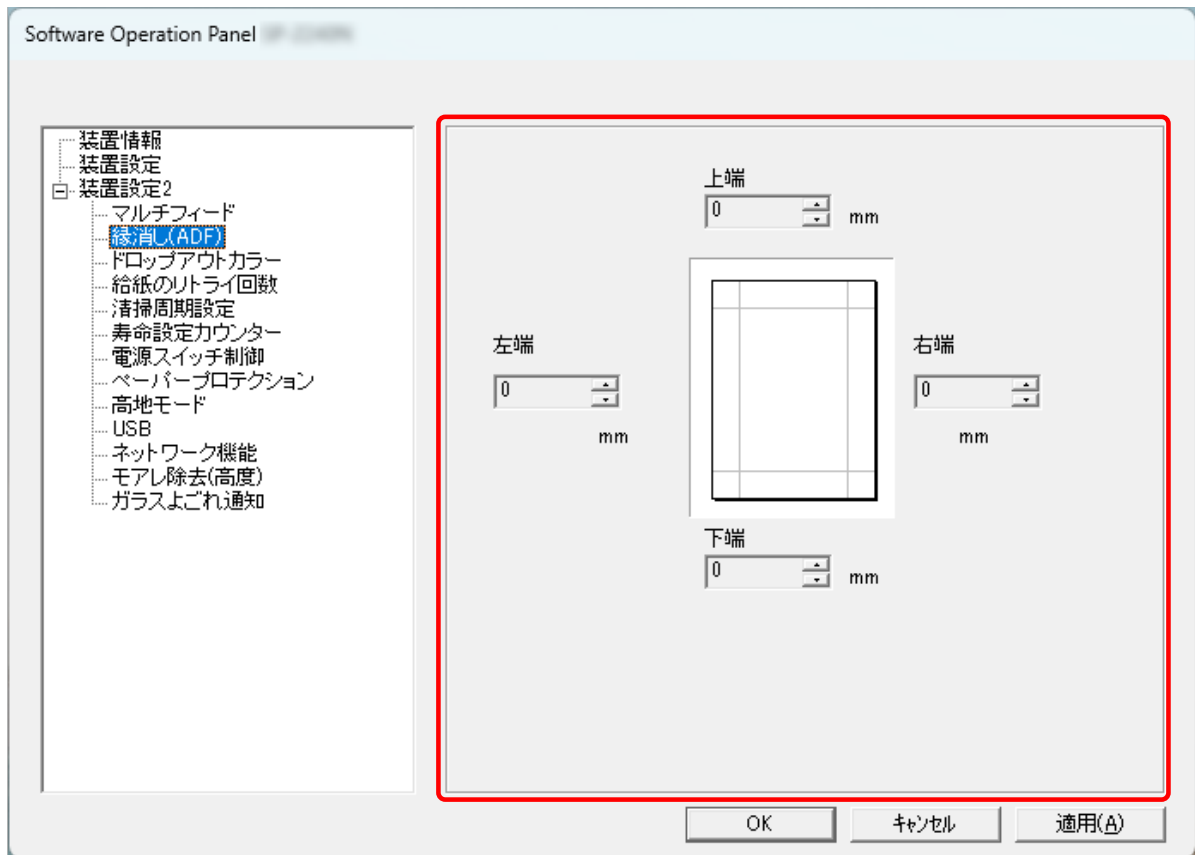 Software Operation Panel
装置情報
装置設定
装置設定2
マルチフィード
縁消し(ADF)
ドロップアウトカラー
給紙のリトライ回数
清掃周期設定
寿命設定カウンター
電源スイッチ制御
ペーパープロテクション
高地モード
USB
ネットワーク機能
モアレ除去(高度)
ガラスよごれ通知
上端
0 mm
左端
0
mm
右端
0
mm
下端
0 mm
OK キャンセル 適用(A)